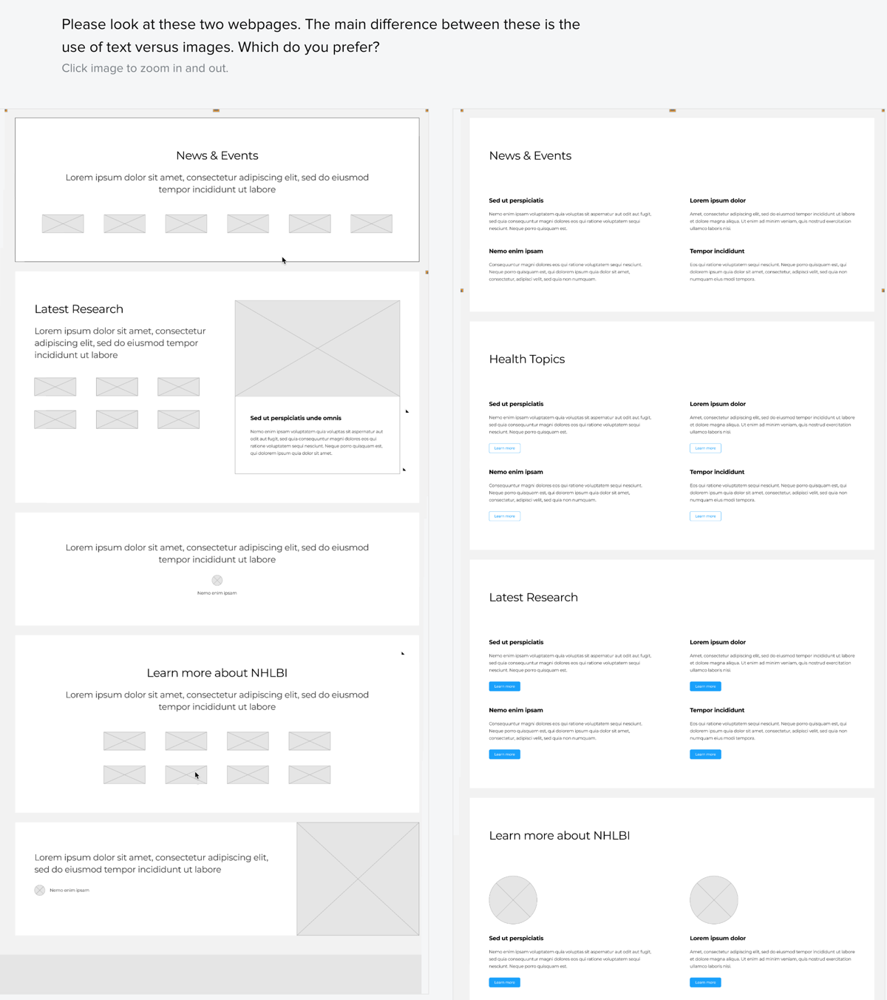 Please look at these two webpages. The main difference between these is the
use of text versus images. Which do you prefer?
Click image to zoom in and out.
News & Events
Lorem ipsum dolor sit amet, consectetur adipiscing elit, sed do eiusmod
tempor incididunt ut labore
Latest Research
Lorem ipsum dolor sit amet, consectetur
adipiscing elit, sed do eiusmod tempor
incididunt ut labore
Sed ut perspiciatis unde omnis
Nemo enim ipsam voluptatem quia voluptas sit aspernatur aut
odit aut fugit, sed quia consequuntur magni dolores eos qui
ratione voluptatem sequi nesciunt. Neque porro quisquam est,
qui dolorem ipsum quia dolor sit amet.
Lorem ipsum dolor sit amet, consectetur adipiscing elit, sed do eiusmod
tempor incididunt ut labore
Nemo enim ipsam
Learn more about NHLBI
Lorem ipsum dolor sit amet, consectetur adipiscing elit, sed do eiusmod
tempor incididunt ut labore
Lorem ipsum dolor sit amet, consectetur adipiscing elit,
sed do eiusmod tempor incididunt ut labore
Nemo enim ipsam
News & Events
Sed ut perspiciatis
Nemo enim ipsam voluptatem quia voluptas sit aspernatur aut odit aut fugit,
sed quia consequuntur magni dolores eos qui ratione voluptatem sequi
nesciunt. Neque porro quisquam est.
Lorem ipsum dolor
Amet, consectetur adipiscing elit, sed do eiusmod tempor incididunt ut labore
et dolore magna aliqua. Ut enim ad minim veniam, quis nostrud exercitation
ullamco laboris nisi.
Nemo enim ipsam
Consequuntur magni dolores eos qui ratione voluptatem sequi nesciunt.
Neque porro quisquam est, qui dolorem ipsum quia dolor sit amet,
consectetur, adipisci velit, sed quia non numquam.
Tempor incididunt
Eos qui ratione voluptatem sequi nesciunt. Neque porro quisquam est, qui
dolorem ipsum quia dolor sit amet, consectetur, adipisci velit, sed quia non
numquam eius modi tempora.
Health Topics
Sed ut perspiciatis
Nemo enim ipsam voluptatem quia voluptas sit aspernatur aut odit aut fugit,
sed quia consequuntur magni dolores eos qui ratione voluptatem sequi
nesciunt. Neque porro quisquam est.
Learn more
Lorem ipsum dolor
Amet, consectetur adipiscing elit, sed do eiusmod tempor incididunt ut labore
et dolore magna aliqua. Ut enim ad minim veniam, quis nostrud exercitation
ullamco laboris nisi.
Learn more
Nemo enim ipsam
Consequuntur magni dolores eos qui ratione voluptatem sequi nesciunt.
Neque porro quisquam est, qui dolorem ipsum quia dolor sit amet,
consectetur, adipisci velit, sed quia non numquam.
Learn more
Tempor incididunt
Eos qui ratione voluptatem sequi nesciunt. Neque porro quisquam est, qui
dolorem ipsum quia dolor sit amet, consectetur, adipisci velit, sed quia non
numquam eius modi tempora.
Learn more
Latest Research
Sed ut perspiciatis
Nemo enim ipsam voluptatem quia voluptas sit aspernatur aut odit aut fugit,
sed quia consequuntur magni dolores eos qui ratione voluptatem sequi
nesciunt. Neque porro quisquam est.
Learn more
Lorem ipsum dolor
Amet, consectetur adipiscing elit, sed do eiusmod tempor incididunt ut labore
et dolore magna aliqua. Ut enim ad minim veniam, quis nostrud exercitation
ullamco laboris nisi.
Learn more
Nemo enim ipsam
Consequuntur magni dolores eos qui ratione voluptatem sequi nesciunt.
Neque porro quisquam est, qui dolorem ipsum quia dolor sit amet,
consectetur, adipisci velit, sed quia non numquam.
Learn more
Tempor incididunt
Eos qui ratione voluptatem sequi nesciunt. Neque porro quisquam est, qui
dolorem ipsum quia dolor sit amet, consectetur, adipisci velit, sed quia non
numquam eius modi tempora.
Learn more
Learn more about NHLBI
Sed ut perspiciatis
Nemo enim ipsam voluptatem quia voluptas sit aspernatur aut odit aut fugit,
sed quia consequuntur magni dolores eos qui ratione voluptatem sequi
nesciunt. Neque porro quisquam est.
Learn more
Lorem ipsum dolor
Amet, consectetur adipiscing elit, sed do eiusmod tempor incididunt ut labore
et dolore magna aliqua. Ut enim ad minim veniam, quis nostrud exercitation
ullamco laboris nisi.
Learn more